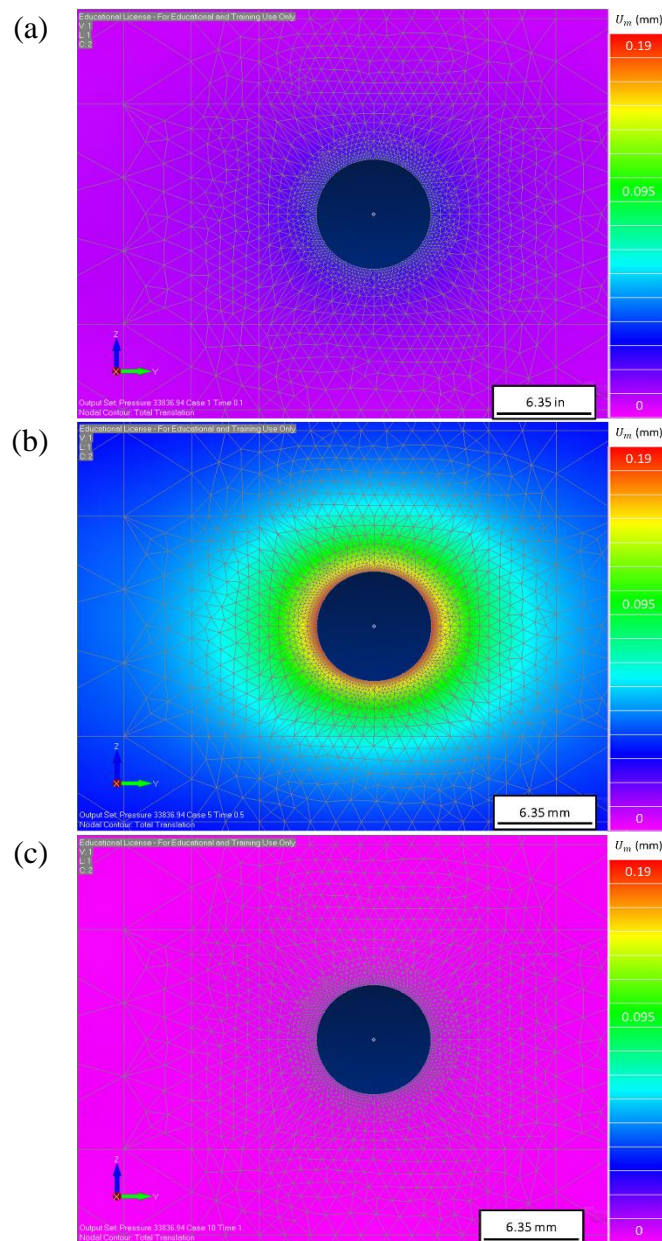 (a)
Educational License - For Educational and Training Use Only
V: 1
L: 1
C: 2
Z
Y
X
Output Set: Pressure 33836.94 Case 1 Time 0.1
Nodal Contour: Total Translation
6.35 in
U_m (mm)
0.19
0.095
0
(b)
Educational License - For Educational and Training Use Only
V: 1
L: 1
C: 2
Z
Y
X
Output Set: Pressure 33836.94 Case 5 Time 0.5
Nodal Contour: Total Translation
6.35 mm
U_m (mm)
0.19
0.095
0
(c)
Educational License - For Educational and Training Use Only
V: 1
L: 1
C: 2
Z
Y
X
Output Set: Pressure 33836.94 Case 10 Time 1.
Nodal Contour: Total Translation
6.35 mm
U_m (mm)
0.19
0.095
0